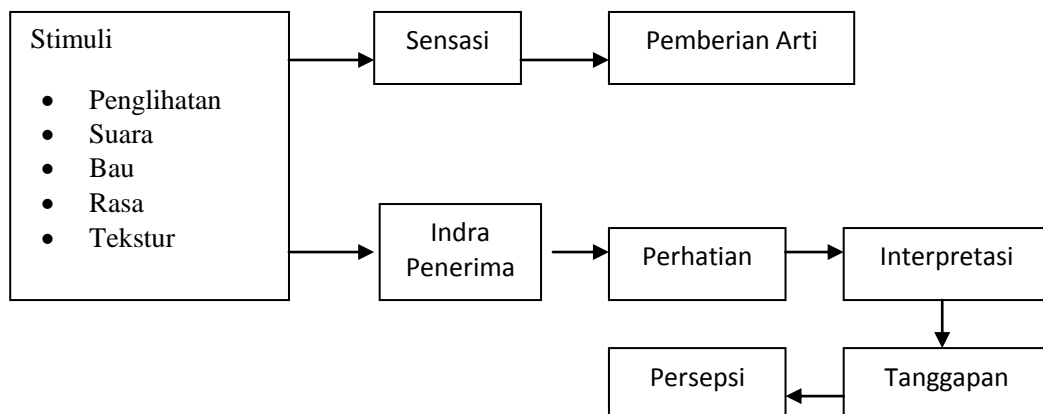 Stimuli
• Penglihatan
• Suara
• Bau
• Rasa
• Tekstur
Sensasi
Pemberian Arti
Indra
Penerima
Perhatian
Interpretasi
Tanggapan
Persepsi